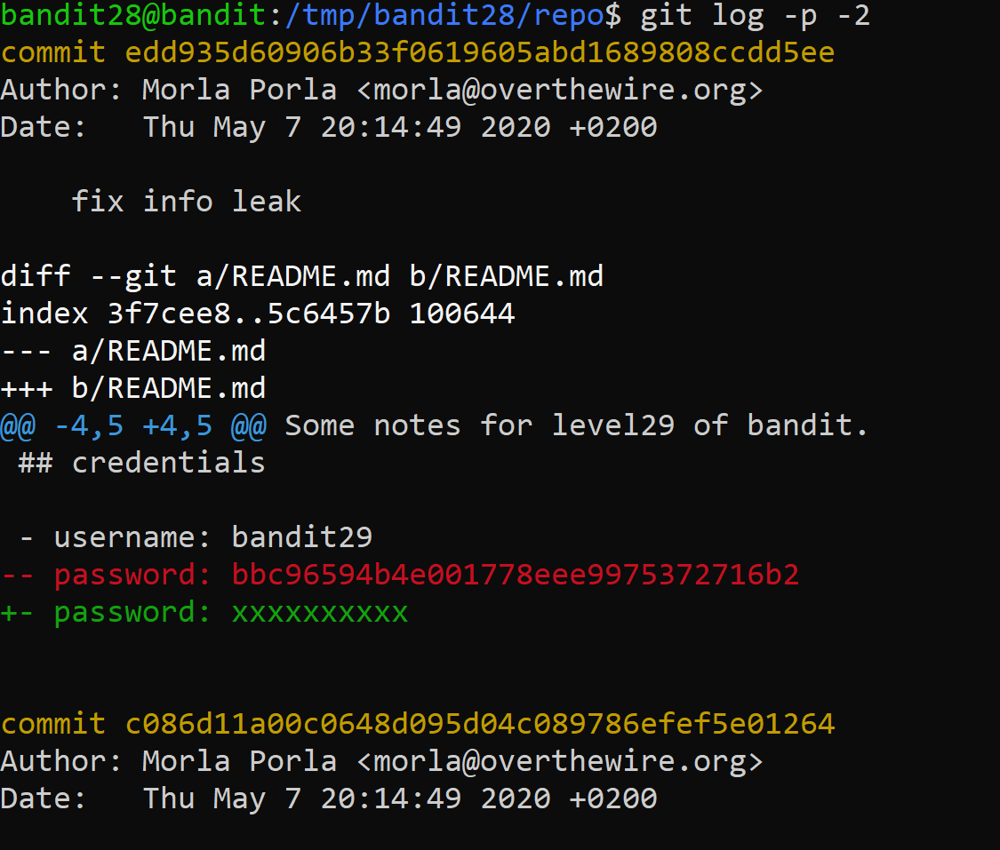 bandit28@bandit:/tmp/bandit28/repo$ git log -p -2
commit edd935d60906b33f0619605abd1689808ccdd5ee
Author: Morla Porla <morla@overthewire.org>
Date:   Thu May 7 20:14:49 2020 +0200

    fix info leak

diff --git a/README.md b/README.md
index 3f7cee8..5c6457b 100644
--- a/README.md
+++ b/README.md
@@ -4,5 +4,5 @@ Some notes for level29 of bandit.
 ## credentials

 - username: bandit29
-- password: bbc96594b4e001778eee9975372716b2
+- password: xxxxxxxxxx


commit c086d11a00c0648d095d04c089786efef5e01264
Author: Morla Porla <morla@overthewire.org>
Date:   Thu May 7 20:14:49 2020 +0200